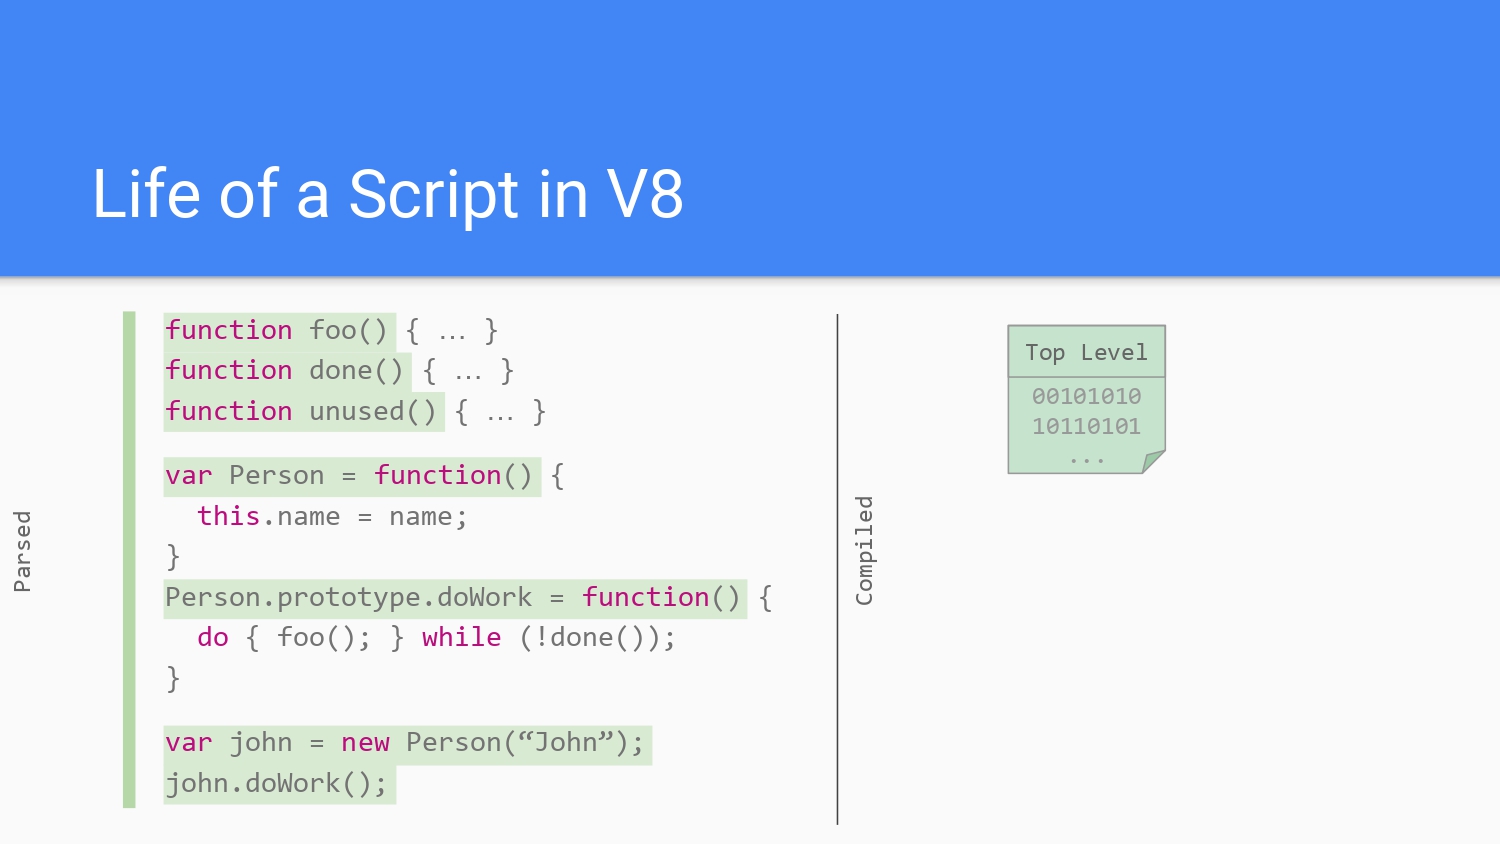 Life of a Script in V8
Parsed
function foo() { … }
function done() { … }
function unused() { … }
var Person = function() {
  this.name = name;
}
Person.prototype.doWork = function() {
  do { foo(); } while (!done());
}
var john = new Person(“John”);
john.doWork();
Compiled
Top Level
00101010
10110101
...